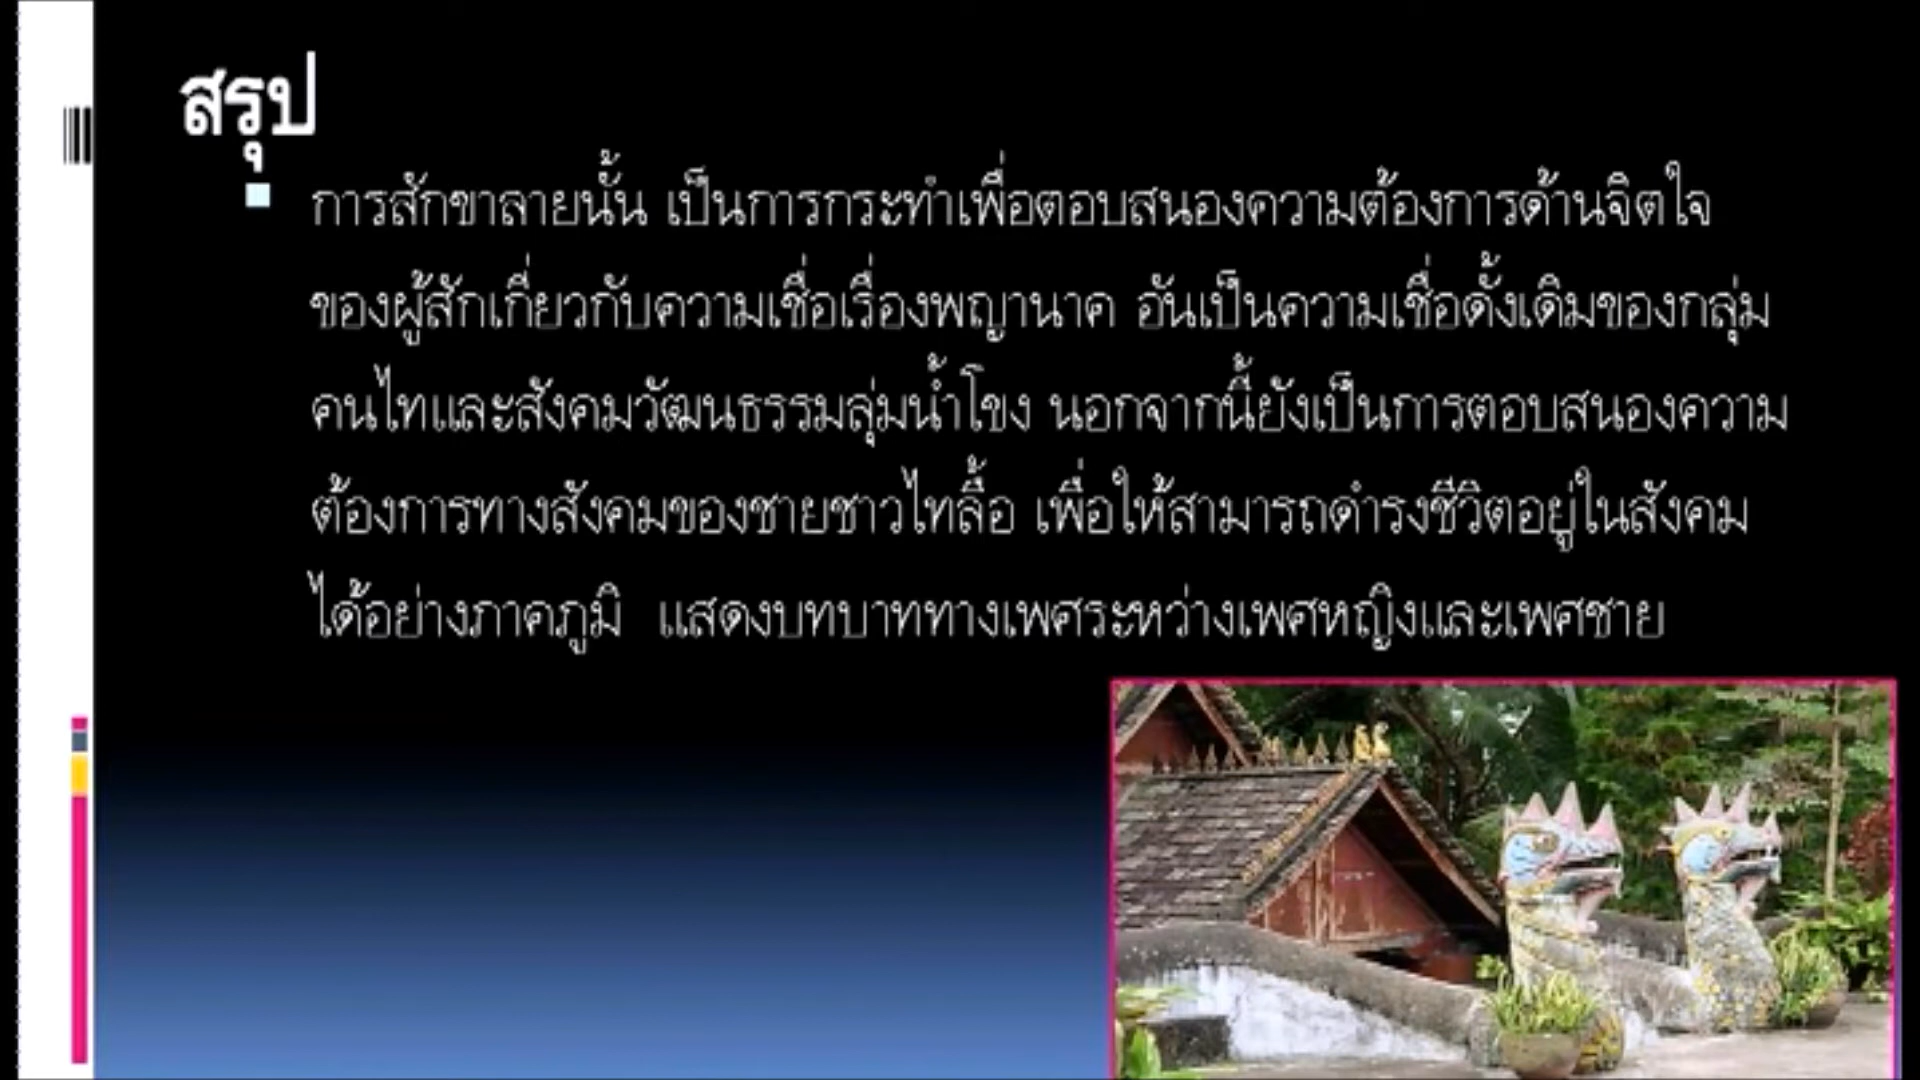 สรุป
การสักขาลายนั้น เป็นการกระทำเพื่อตอบสนองความต้องการด้านจิตใจ
ของผู้สักเกี่ยวกับความเชื่อเรื่องพญานาค อันเป็นความเชื่อดั้งเดิมของกลุ่ม
คนไทและสังคมวัฒนธรรมลุ่มน้ำโขง นอกจากนี้ยังเป็นการตอบสนองความ
ต้องการทางสังคมของชายชาวไทลื้อ เพื่อให้สามารถดำรงชีวิตอยู่ในสังคม
ได้อย่างภาคภูมิ แสดงบทบาททางเพศระหว่างเพศหญิงและเพศชาย